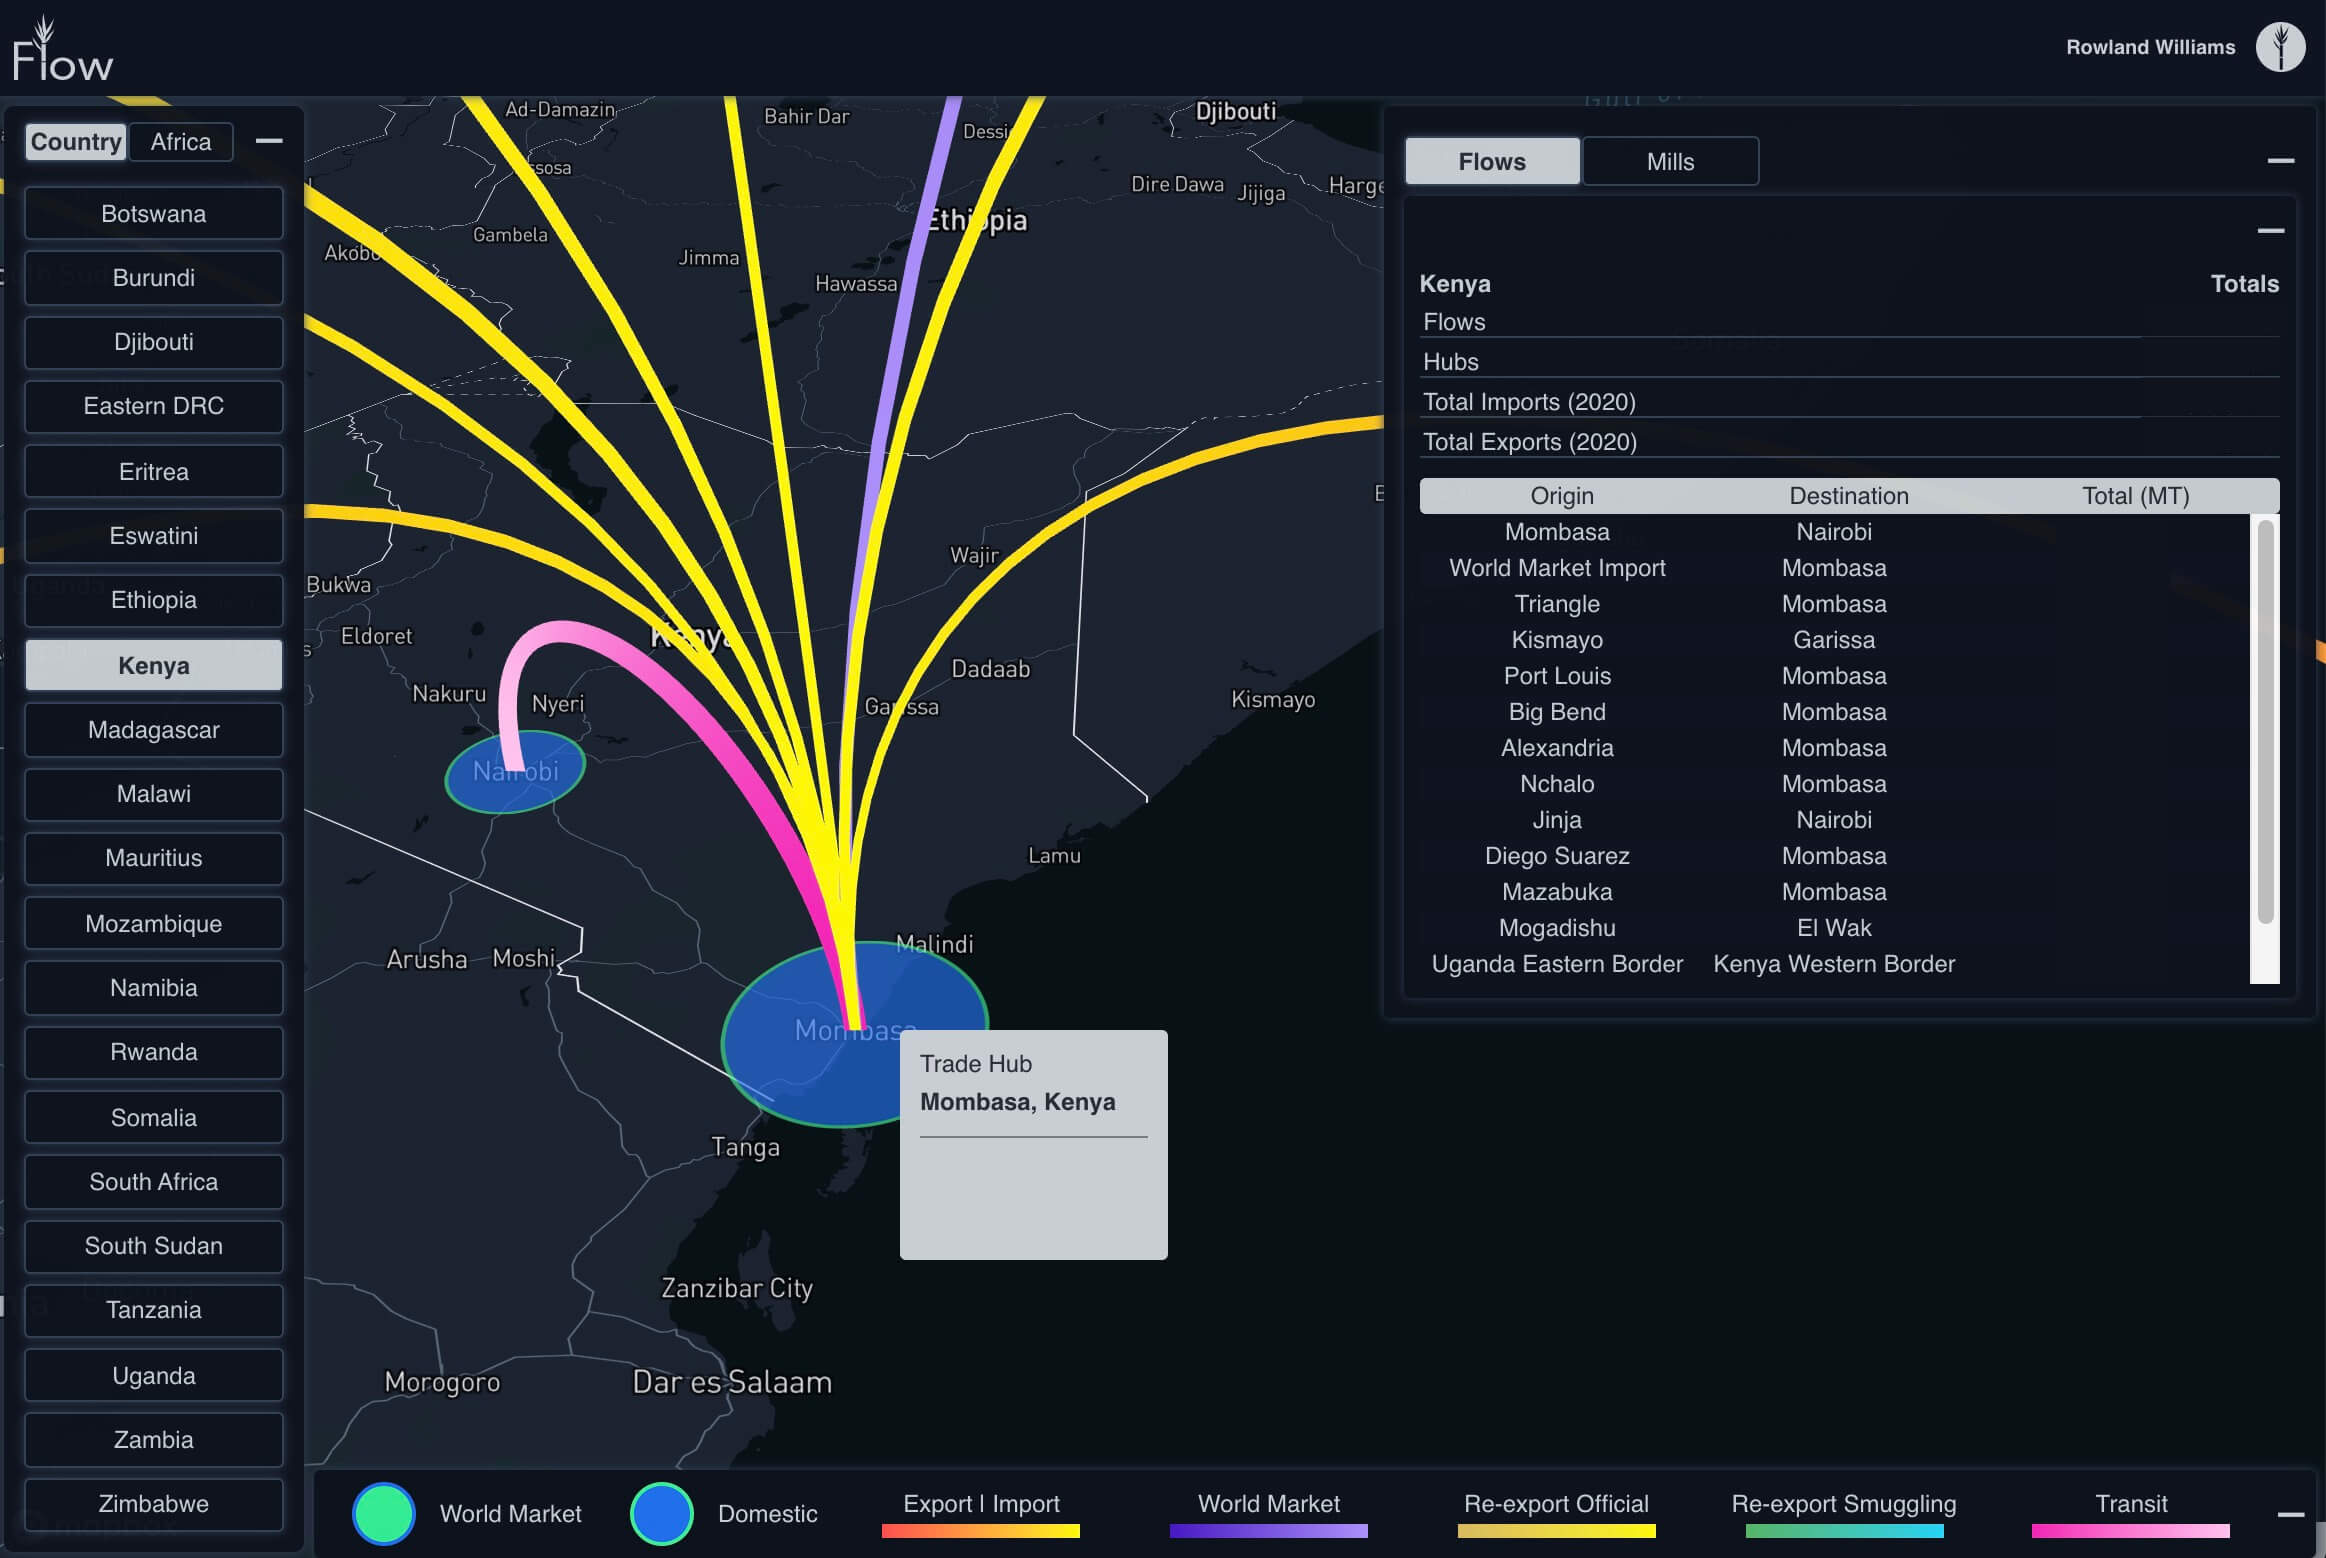 Flow
Rowland Williams
Country
Africa
Botswana
Burundi
Djibouti
Eastern DRC
Eritrea
Eswatini
Ethiopia
Kenya
Madagascar
Malawi
Mauritius
Mozambique
Namibia
Rwanda
Somalia
South Africa
South Sudan
Tanzania
Uganda
Zambia
Zimbabwe
Ad-Damazin
Bahir Dar
Djibouti
Dire Dawa
Jijiga
Ethiopia
Gambela
Jimma
Hawassa
Bukwa
Wajir
Eldoret
Kenya
Dadaab
Nakuru
Nyeri
Garissa
Kismayo
Nairobi
Lamu
Malindi
Arusha
Moshi
Mombasa
Tanga
Zanzibar City
Morogoro
Dar es Salaam
Trade Hub
Mombasa, Kenya
Flows
Mills
Kenya Totals
Flows
Hubs
Total Imports (2020)
Total Exports (2020)
Origin Destination Total (MT)
Mombasa Nairobi
World Market Import Mombasa
Triangle Mombasa
Kismayo Garissa
Port Louis Mombasa
Big Bend Mombasa
Alexandria Mombasa
Nchalo Mombasa
Jinja Nairobi
Diego Suarez Mombasa
Mazabuka Mombasa
Mogadishu El Wak
Uganda Eastern Border Kenya Western Border
World Market
Domestic
Export | Import
World Market
Re-export Official
Re-export Smuggling
Transit